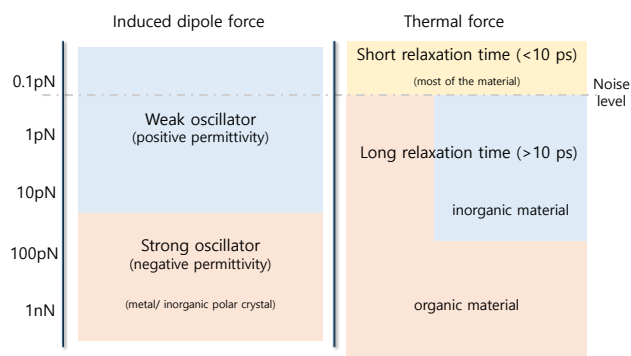 Induced dipole force
Thermal force
Short relaxation time (<10 ps)
(most of the material)
0.1pN
Noise
level
Weak oscillator
(positive permittivity)
1pN
Long relaxation time (>10 ps)
10pN
inorganic material
Strong oscillator
(negative permittivity)
100pN
(metal/ inorganic polar crystal)
organic material
1nN